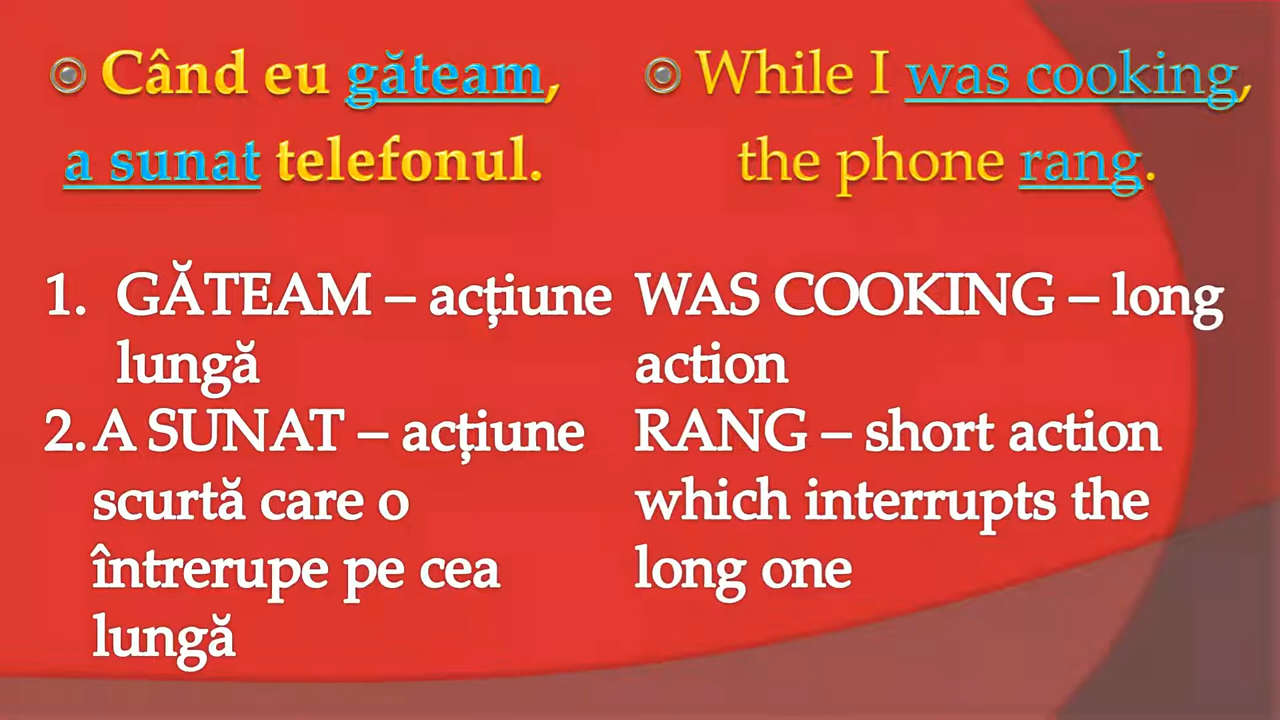 Când eu găteam,
a sunat telefonul.
While I was cooking,
the phone rang.
1. GĂTEAM – acțiune
lungă
2. A SUNAT – acțiune
scurtă care o
întrerupe pe cea
lungă
WAS COOKING – long
action
RANG – short action
which interrupts the
long one